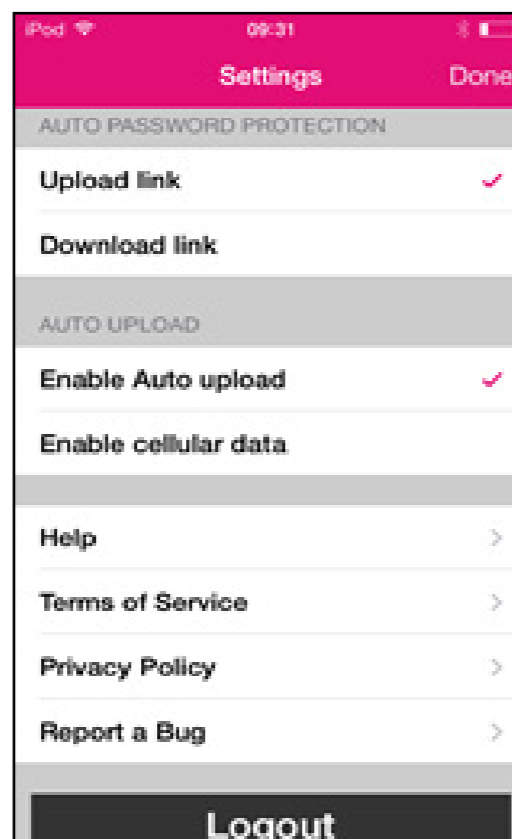 iPod 09:31
Settings Done
AUTO PASSWORD PROTECTION
Upload link
Download link
AUTO UPLOAD
Enable Auto upload
Enable cellular data
Help
Terms of Service
Privacy Policy
Report a Bug
Logout